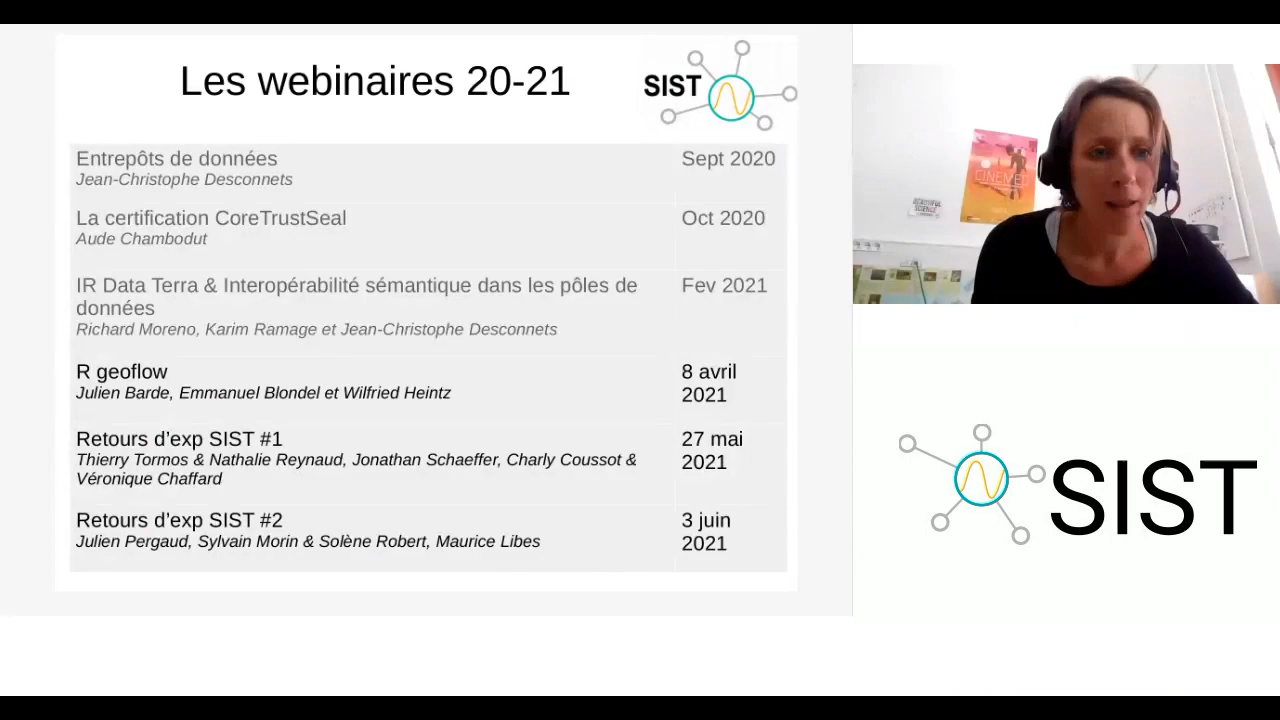 Les webinaires 20-21
SIST
Entrepôts de données
Sept 2020
Jean-Christophe Desconnets
La certification CoreTrustSeal
Oct 2020
Aude Chambodut
IR Data Terra & Interopérabilité sémantique dans les pôles de
données
Fev 2021
Richard Moreno, Karim Ramage et Jean-Christophe Desconnets
R geoflow
8 avril
2021
Julien Barde, Emmanuel Blondel et Wilfried Heintz
Retours d'exp SIST #1
27 mai
2021
Thierry Tormos & Nathalie Reynaud, Jonathan Schaeffer, Charly Coussot &
Véronique Chaffard
Retours d'exp SIST #2
3 juin
2021
Julien Pergaud, Sylvain Morin & Solène Robert, Maurice Libes
CINEMED
BEAUTIFUL
SCIENCE
SIST